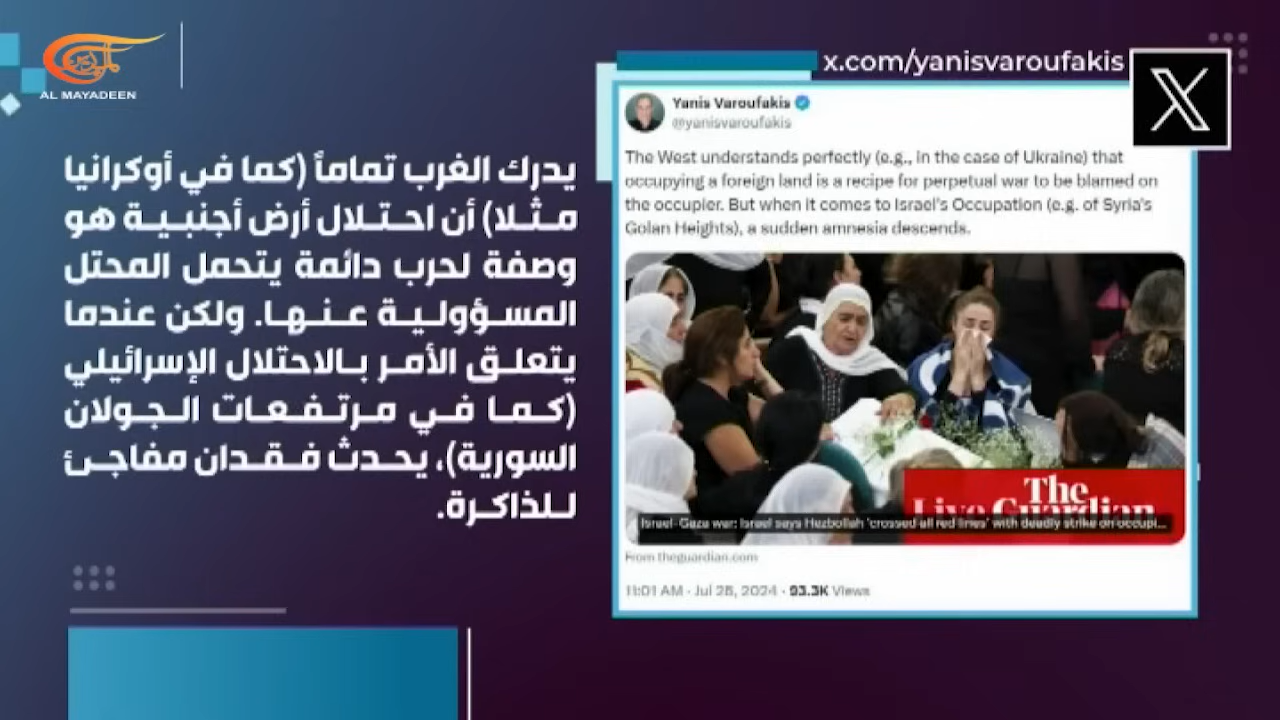 AL MAYADEEN
x.com/yanisvaroufakis
يدرك الغرب تماماً (كما في أوكرانيا
مثلا) أن احتلال أرض أجنبية هو
وصفة لحرب دائمة يتحمل المحتل
المسؤولية عنها. ولكن عندما
يتعلق الأمر بالاحتلال الإسرائيلي
(كما في مرتفعات الجولان
السورية)، يحدث فقدان مفاجئ
للذاكرة.
Yanis Varoufakis
@yanisvaroufakis
The West understands perfectly (e.g., in the case of Ukraine) that
occupying a foreign land is a recipe for perpetual war to be blamed on
the occupier. But when it comes to Israel's Occupation (e.g. of Syria's
Golan Heights), a sudden amnesia descends.
The
Live Guardian
Israel-Gaza war: Israel says Hezbollah 'crossed all red lines' with deadly strike on occupi...
From theguardian.com
11:01 AM · Jul 28, 2024 · 93.3K Views